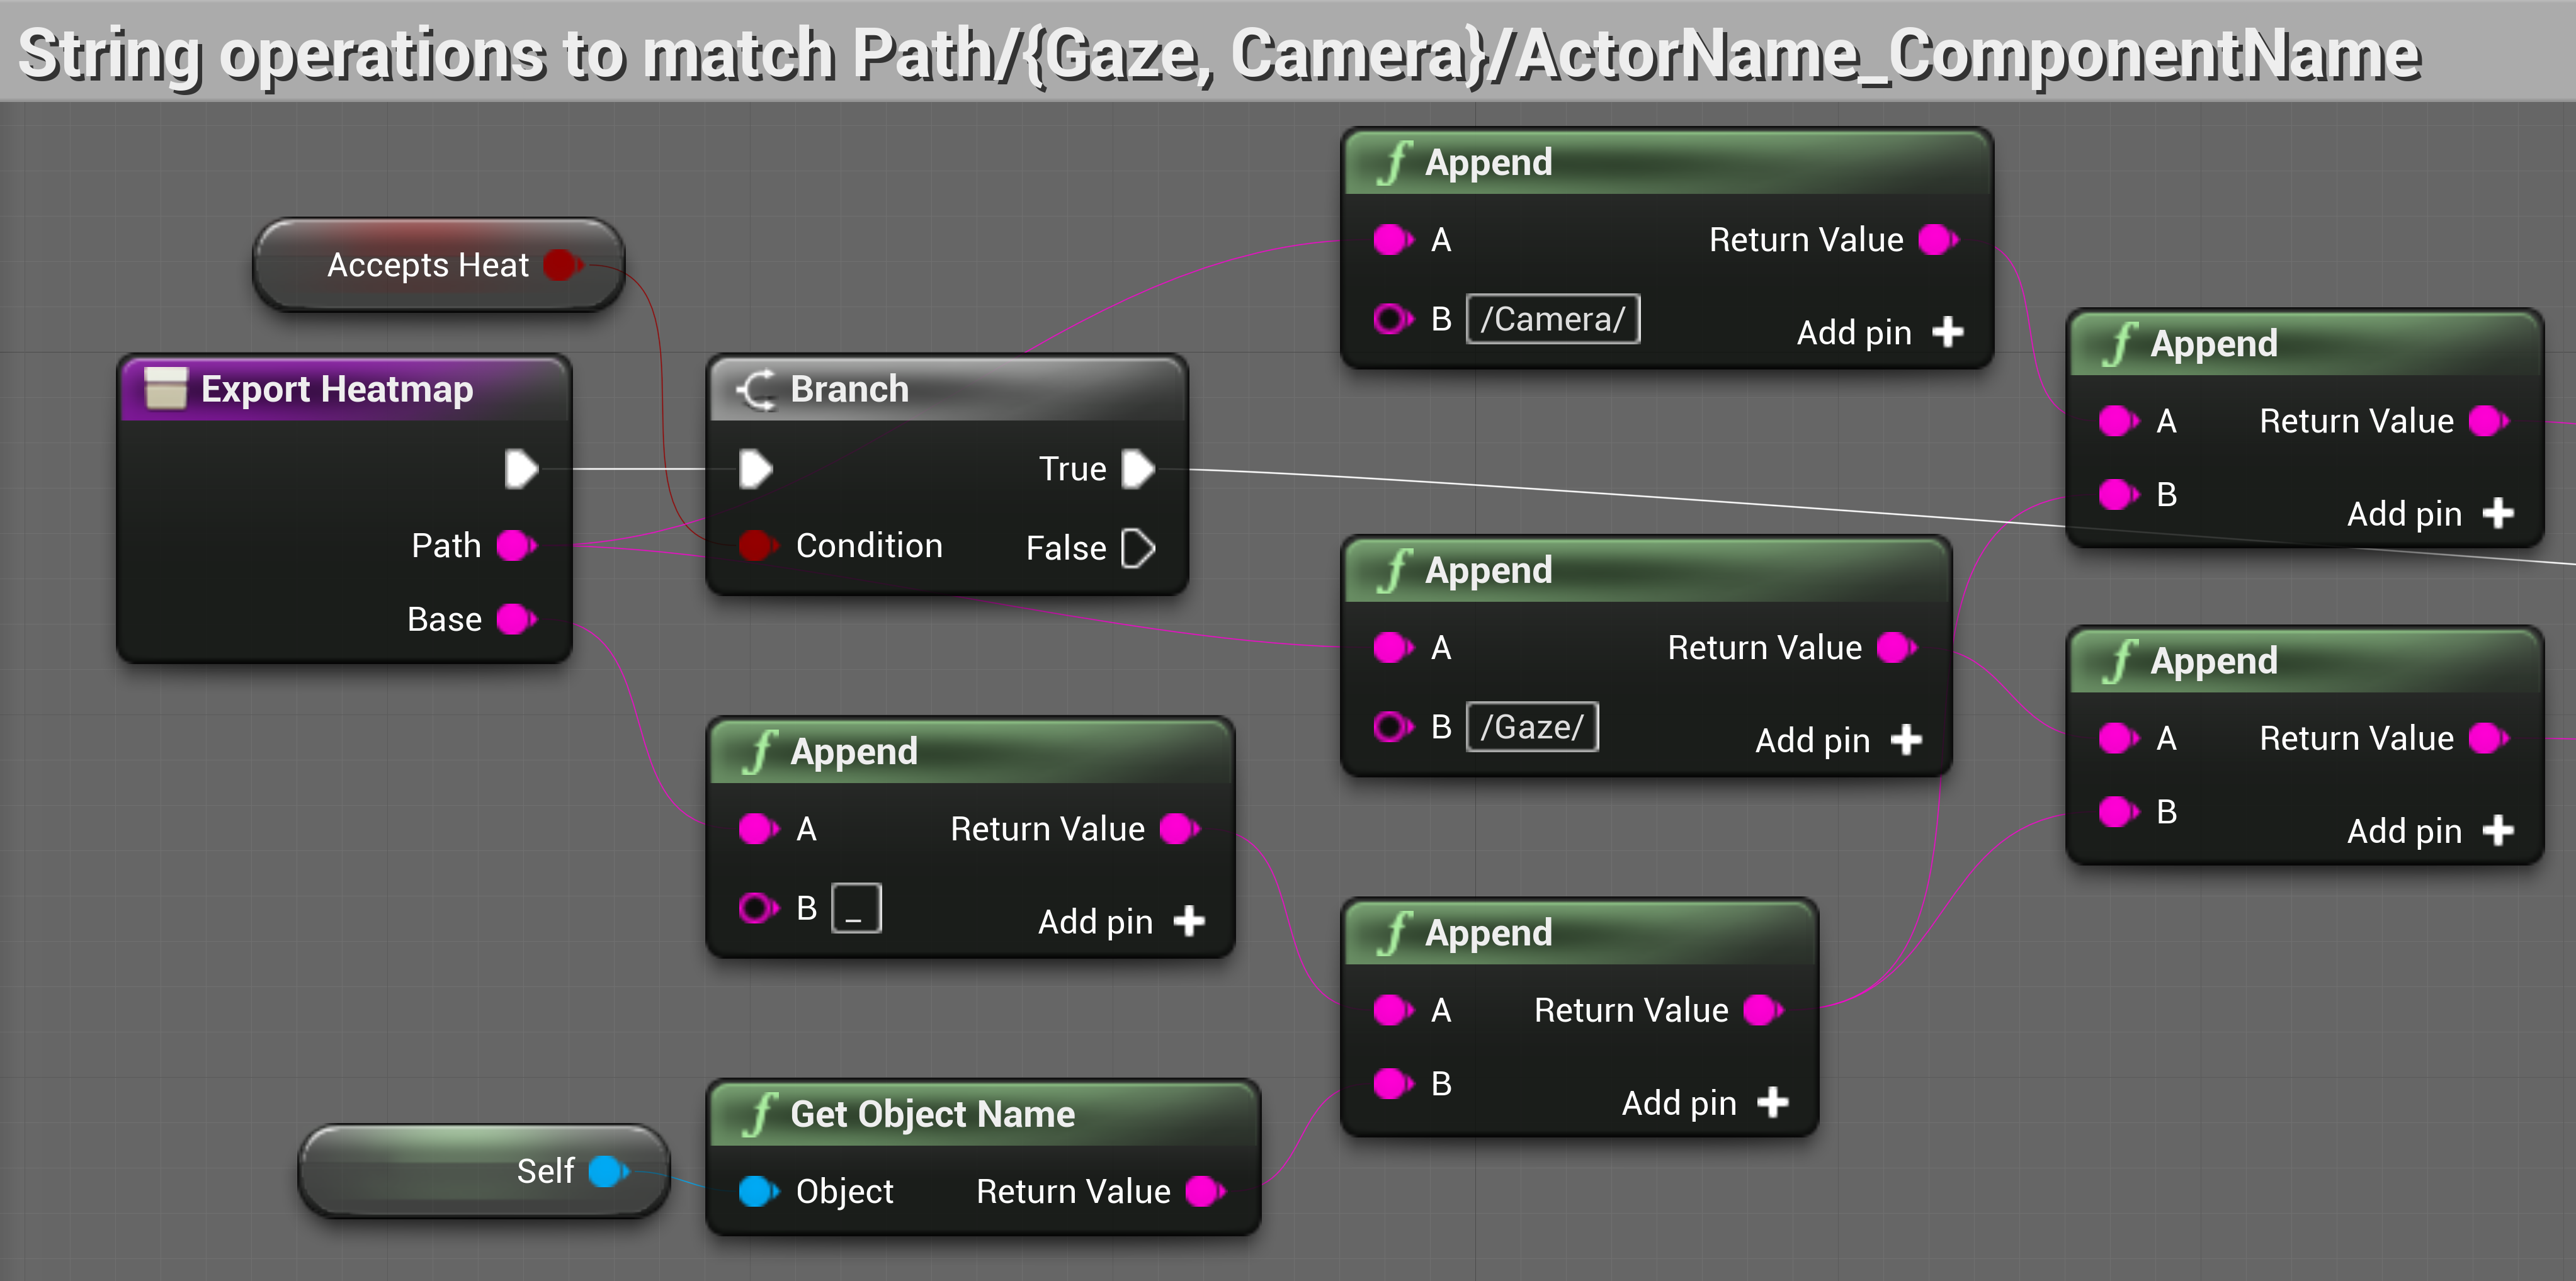 String operations to match Path/{Gaze, Camera}/ActorName_ComponentName
Accepts Heat
Export Heatmap
Path
Base
Branch
True
Condition
False
Append
A
Return Value
B
/Camera/
Add pin
Append
A
Return Value
B
Add pin
Append
A
Return Value
B
/Gaze/
Add pin
Append
A
Return Value
B
Add pin
Append
A
Return Value
B
_
Add pin
Append
A
Return Value
B
Add pin
Self
Get Object Name
Object
Return Value